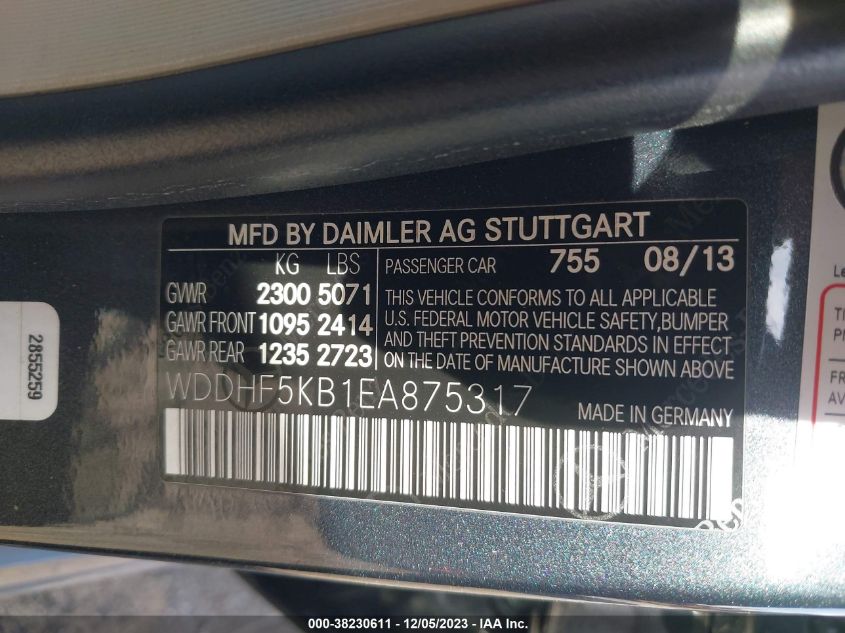 MFD BY DAIMLER AG STUTTGART
KG LBS
GVWR 2300 5071
GAWR FRONT 1095 2414
GAWR REAR 1235 2723
PASSENGER CAR 755 08/13
THIS VEHICLE CONFORMS TO ALL APPLICABLE
U.S. FEDERAL MOTOR VEHICLE SAFETY,BUMPER
AND THEFT PREVENTION STANDARDS IN EFFECT
ON THE DATE OF MANUFACTURE SHOWN ABOVE
WDDHF5KB1EA875317
MADE IN GERMANY
2855259
000-38230611 - 12/05/2023 - IAA Inc.